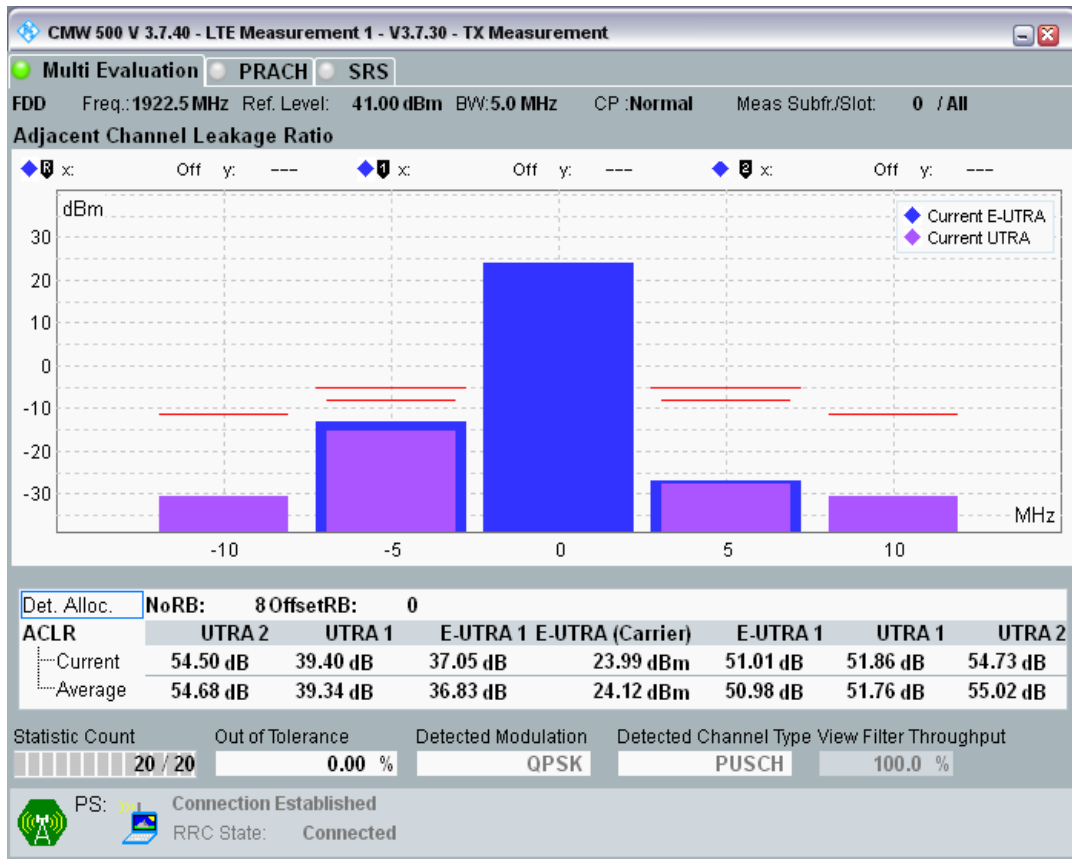 CMW 500 V 3.7.40 - LTE Measurement 1 - V3.7.30 - TX Measurement
Multi Evaluation PRACH SRS
FDD Freq.: 1922.5 MHz Ref. Level: 41.00 dBm BW: 5.0 MHz CP : Normal Meas Subfr./Slot: 0 / All
Adjacent Channel Leakage Ratio
R x: Off y: --- 1 x: Off y: --- 2 x: Off y: ---
dBm
Current E-UTRA
Current UTRA
30
20
10
0
-10
-20
-30
MHz
-10 -5 0 5 10
Det. Alloc. NoRB: 8 OffsetRB: 0
ACLR UTRA 2 UTRA 1 E-UTRA 1 E-UTRA (Carrier) E-UTRA 1 UTRA 1 UTRA 2
Current 54.50 dB 39.40 dB 37.05 dB 23.99 dBm 51.01 dB 51.86 dB 54.73 dB
Average 54.68 dB 39.34 dB 36.83 dB 24.12 dBm 50.98 dB 51.76 dB 55.02 dB
Statistic Count Out of Tolerance Detected Modulation Detected Channel Type View Filter Throughput
20 / 20 0.00 % QPSK PUSCH 100.0 %
PS: Connection Established
RRC State: Connected